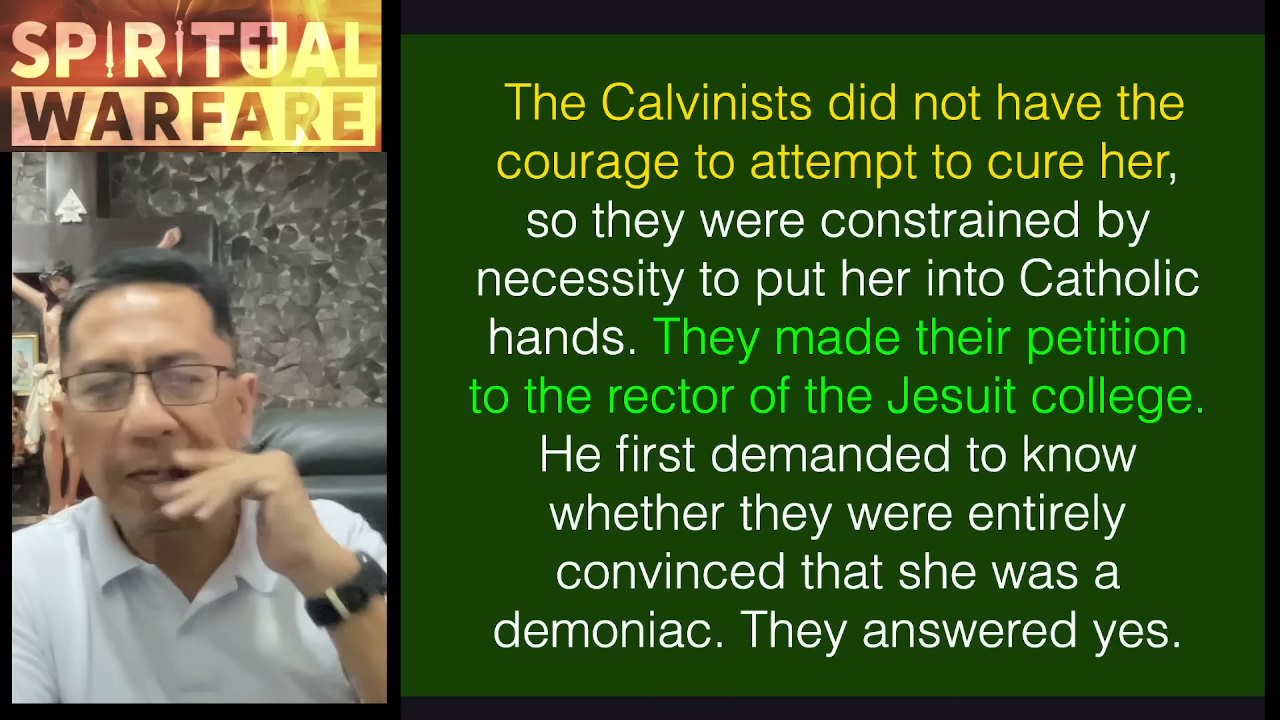 SPIRITUAL
WARFARE
The Calvinists did not have the
courage to attempt to cure her,
so they were constrained by
necessity to put her into Catholic
hands. They made their petition
to the rector of the Jesuit college.
He first demanded to know
whether they were entirely
convinced that she was a
demoniac. They answered yes.